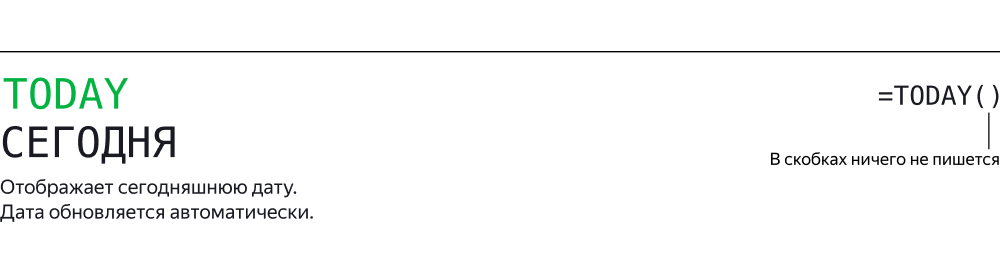 TODAY
СЕГОДНЯ
Отображает сегодняшнюю дату.
Дата обновляется автоматически.
=TODAY()
В скобках ничего не пишется